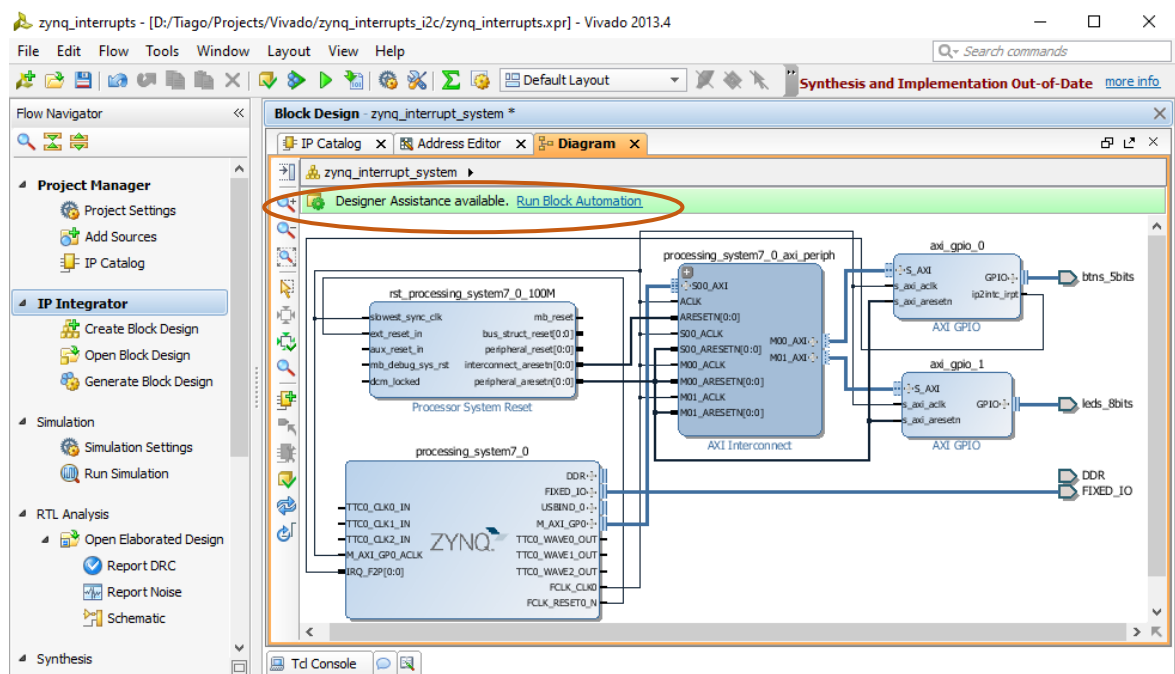 zynq_interrupts - [D:/Tiago/Projects/Vivado/zynq_interrupts_i2c/zynq_interrupts.xpr] - Vivado 2013.4
File Edit Flow Tools Window Layout View Help
Search commands
Default Layout
Synthesis and Implementation Out-of-Date more info
Flow Navigator
Project Manager
Project Settings
Add Sources
IP Catalog
IP Integrator
Create Block Design
Open Block Design
Generate Block Design
Simulation
Simulation Settings
Run Simulation
RTL Analysis
Open Elaborated Design
Report DRC
Report Noise
Schematic
Synthesis
Block Design - zynq_interrupt_system *
IP Catalog Address Editor Diagram
zynq_interrupt_system
Designer Assistance available. Run Block Automation
rst_processing_system7_0_100M
slowest_sync_clk mb_reset
ext_reset_in bus_struct_reset[0:0]
aux_reset_in peripheral_reset[0:0]
mb_debug_sys_rst interconnect_aresetn[0:0]
dcm_locked peripheral_aresetn[0:0]
Processor System Reset
processing_system7_0
DDR
FIXED_IO
USBIND_0
TTC0_CLK0_IN M_AXI_GP0
TTC0_CLK1_IN TTC0_WAVE0_OUT
TTC0_CLK2_IN TTC0_WAVE1_OUT
M_AXI_GP0_ACLK TTC0_WAVE2_OUT
IRQ_F2P[0:0] FCLK_CLK0
FCLK_RESET0_N
ZYNQ
processing_system7_0_axi_periph
S00_AXI
ACLK
ARESETN[0:0]
S00_ACLK
S00_ARESETN[0:0] M00_AXI
M00_ACLK M01_AXI
M00_ARESETN[0:0]
M01_ACLK
M01_ARESETN[0:0]
AXI Interconnect
axi_gpio_0
S_AXI GPIO
s_axi_aclk ip2intc_irpt
s_axi_aresetn
AXI GPIO
btns_5bits
axi_gpio_1
S_AXI
s_axi_aclk GPIO
s_axi_aresetn
AXI GPIO
leds_8bits
DDR
FIXED_IO
Tcl Console